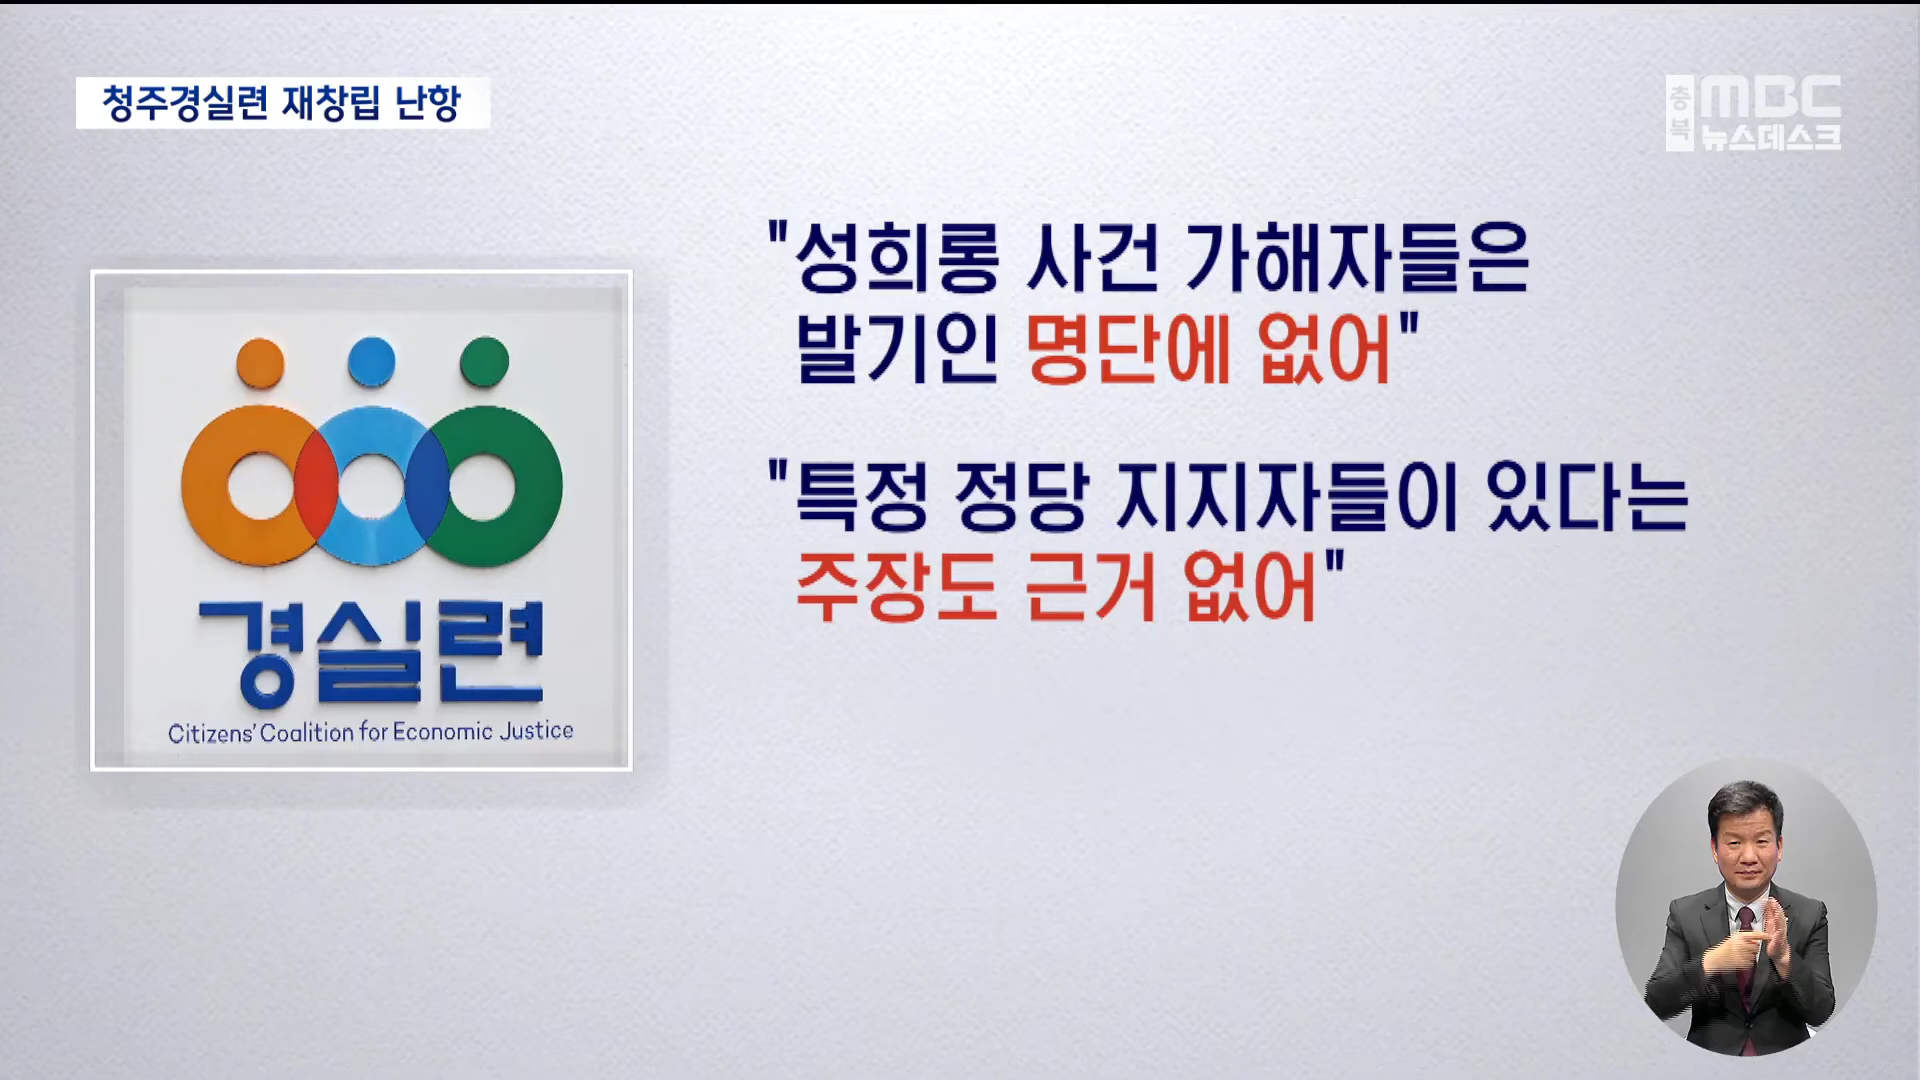 청주경실련 재창립 난항
충북
MBC
뉴스데스크
"성희롱 사건 가해자들은
발기인 명단에 없어"
"특정 정당 지지자들이 있다는
주장도 근거 없어"
경실련
Citizens' Coalition for Economic Justice